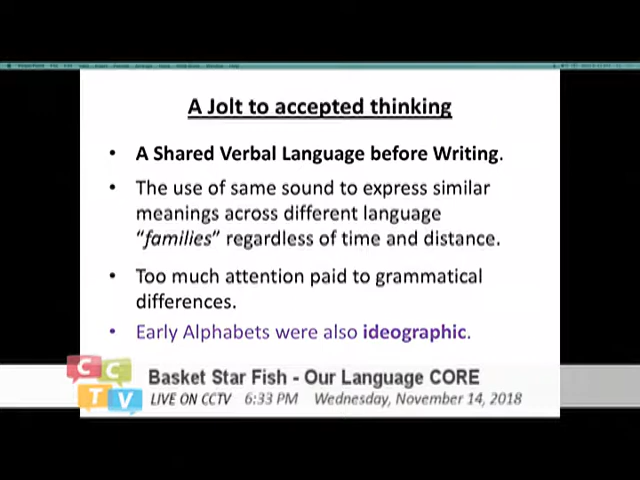 A Jolt to accepted thinking
• A Shared Verbal Language before Writing.
• The use of same sound to express similar
meanings across different language
“families” regardless of time and distance.
• Too much attention paid to grammatical
differences.
• Early Alphabets were also ideographic.
CCTV
Basket Star Fish - Our Language CORE
LIVE ON CCTV 6:33 PM Wednesday, November 14, 2018